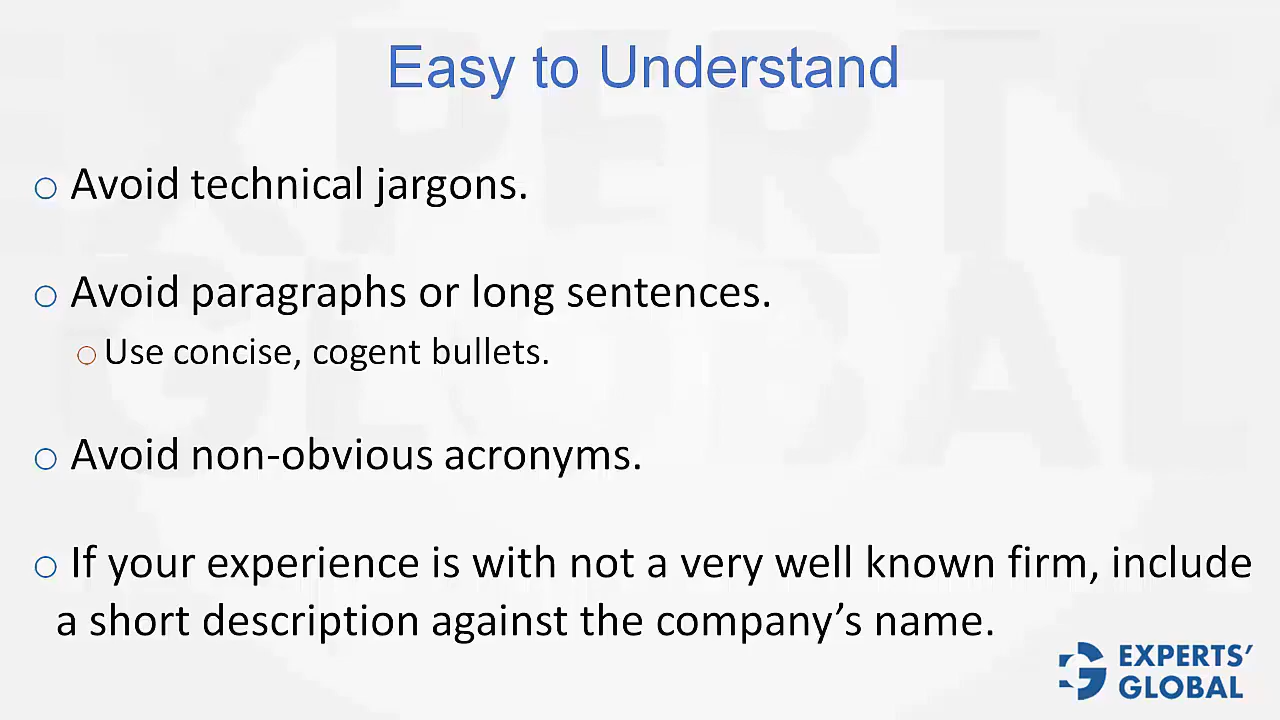 Easy to Understand
Avoid technical jargons.
Avoid paragraphs or long sentences.
Use concise, cogent bullets.
Avoid non-obvious acronyms.
If your experience is with not a very well known firm, include
a short description against the company’s name.
EXPERTS’
GLOBAL